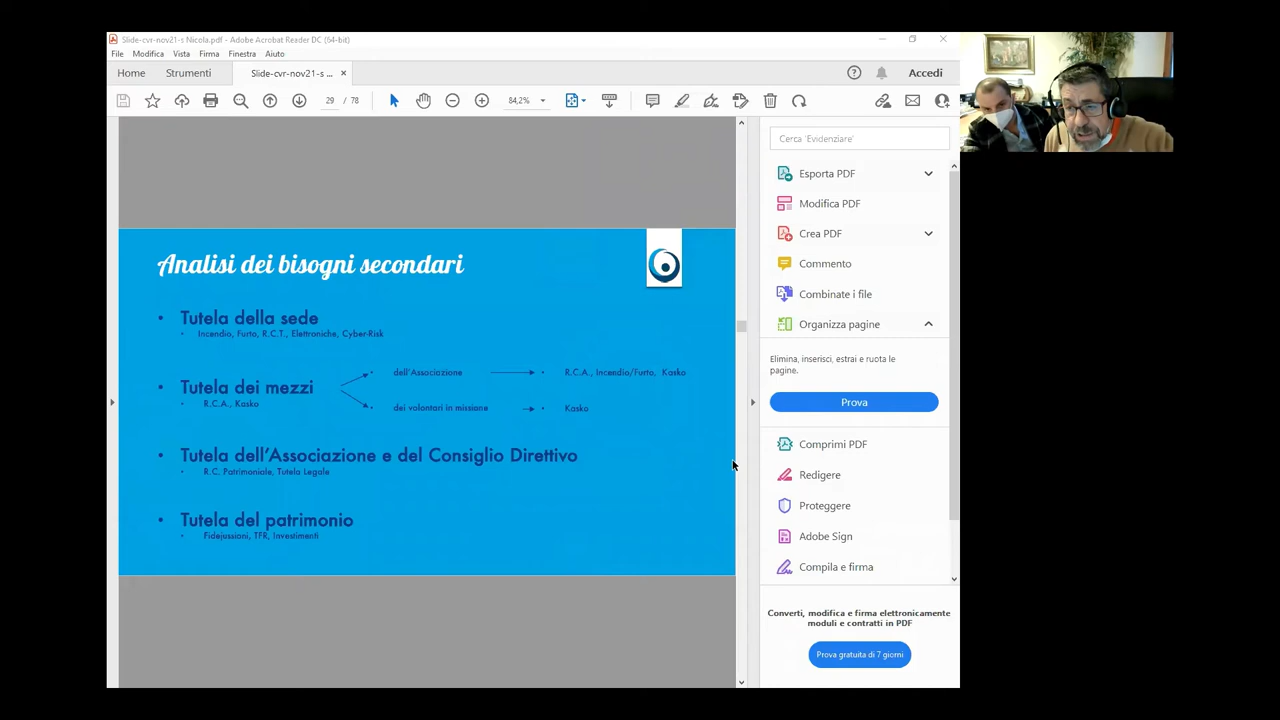 Slide-cvr-nov21-s Nicola.pdf - Adobe Acrobat Reader DC (64-bit)
File Modifica Vista Firma Finestra Aiuto
Home Strumenti Slide-cvr-nov21-s ... × Accedi
29 / 78 84,2%
Cerca 'Evidenziare'
Esporta PDF
Modifica PDF
Crea PDF
Commento
Combinate i file
Organizza pagine
Elimina, inserisci, estrai e ruota le
pagine.
Prova
Comprimi PDF
Redigere
Proteggere
Adobe Sign
Compila e firma
Converti, modifica e firma elettronicamente
moduli e contratti in PDF
Prova gratuita di 7 giorni
Analisi dei bisogni secondari
• Tutela della sede
• Incendio, Furto, R.C.T., Elettroniche, Cyber-Risk
• Tutela dei mezzi
• R.C.A., Kasko
• dell'Associazione • R.C.A., Incendio/Furto, Kasko
• dei volontari in missione • Kasko
• Tutela dell'Associazione e del Consiglio Direttivo
• R.C. Patrimoniale, Tutela Legale
• Tutela del patrimonio
• Fidejussioni, TFR, Investimenti